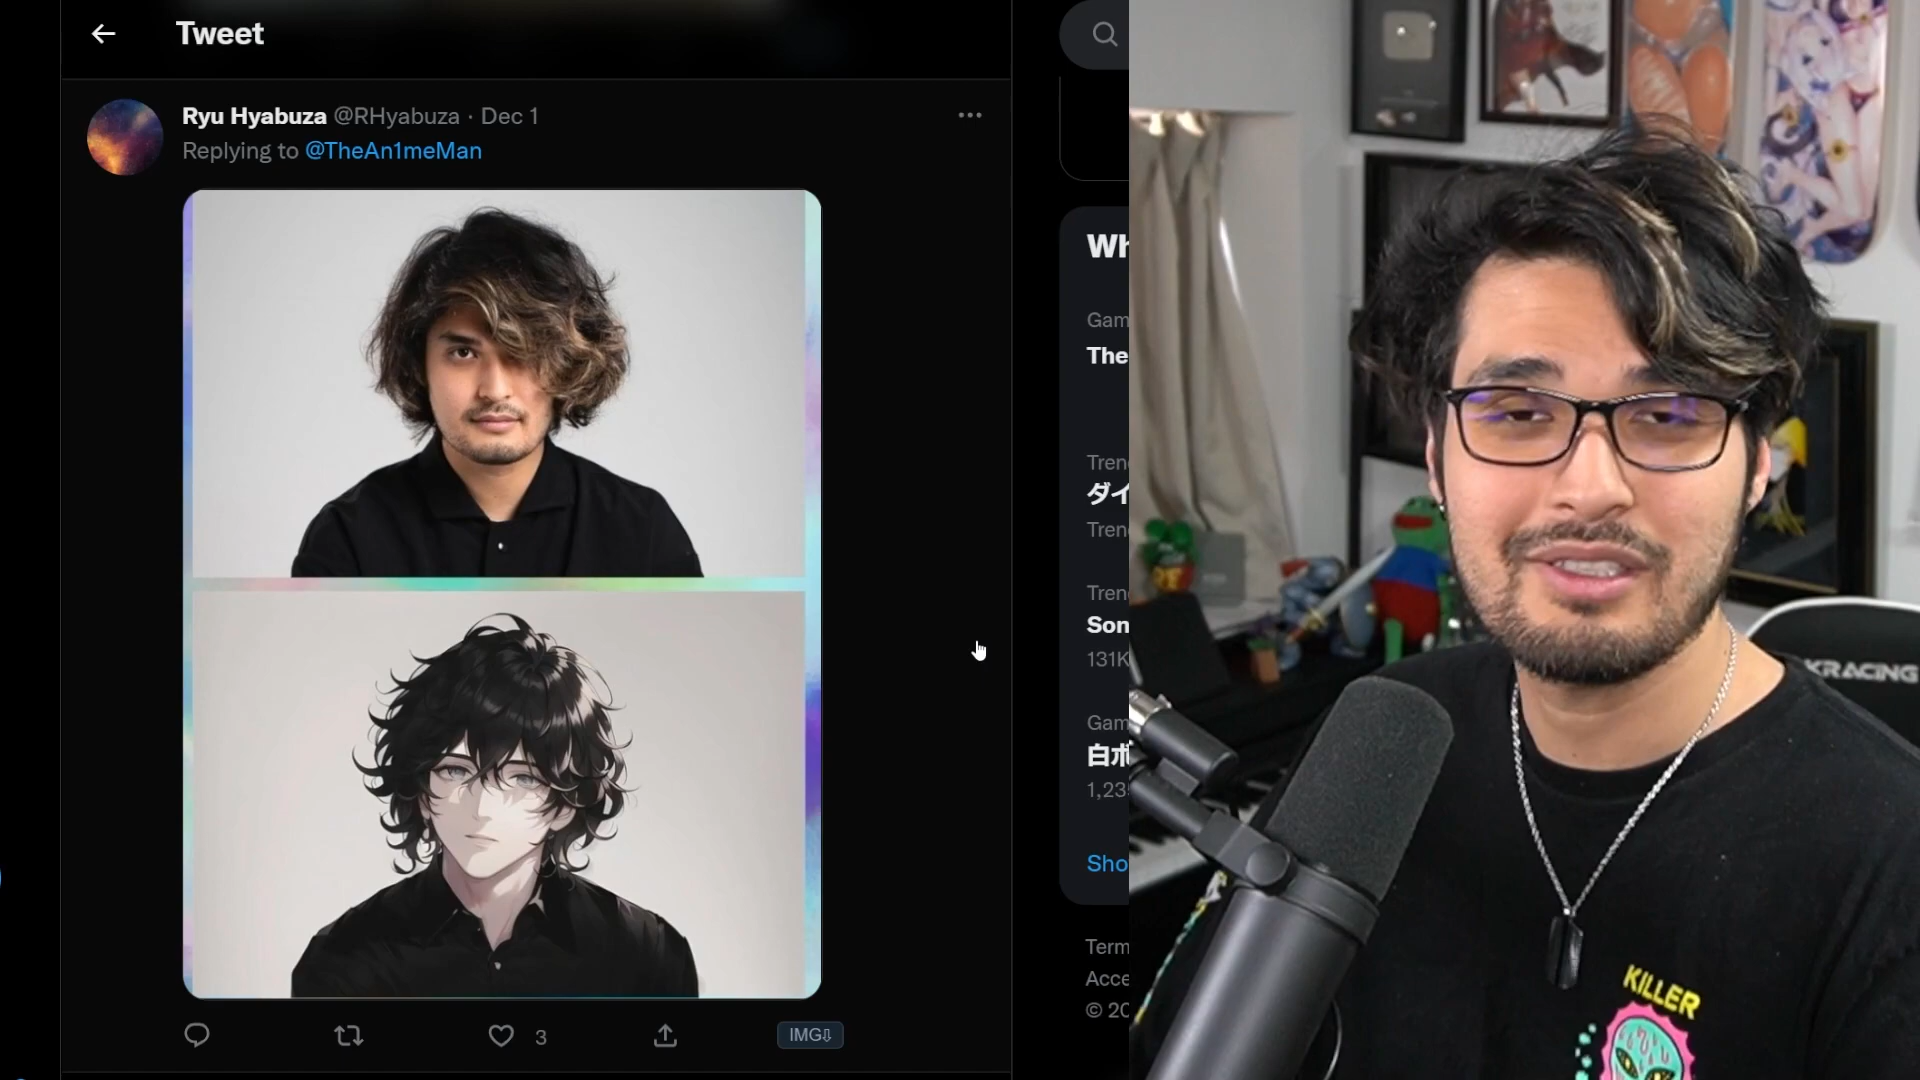 Tweet
Ryu Hyabuza @RHyabuza · Dec 1
Replying to @TheAn1meMan
3
IMG⇩
Wh
Gam
The
Tren
ダイ
Tren
Tren
Son
131K
Gam
白ポ
1,23
Sho
Term
Acce
© 20
KRACING
KILLER